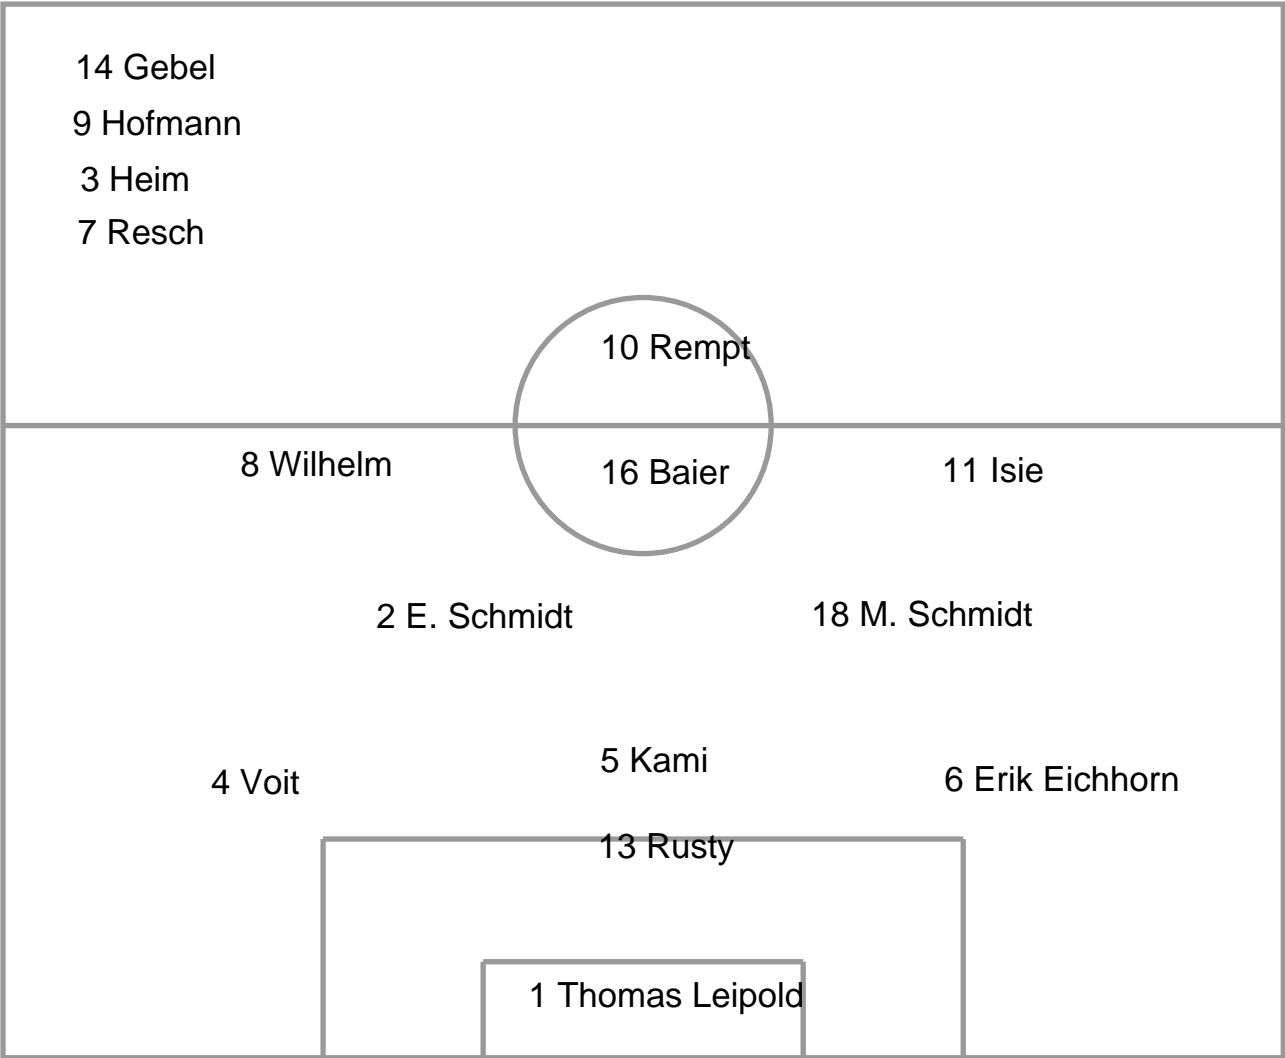 14 Gebel
9 Hofmann
3 Heim
7 Resch
10 Rempt
8 Wilhelm
16 Baier
11 Isie
2 E. Schmidt
18 M. Schmidt
5 Kami
4 Voit
6 Erik Eichhorn
13 Rusty
1 Thomas Leipold